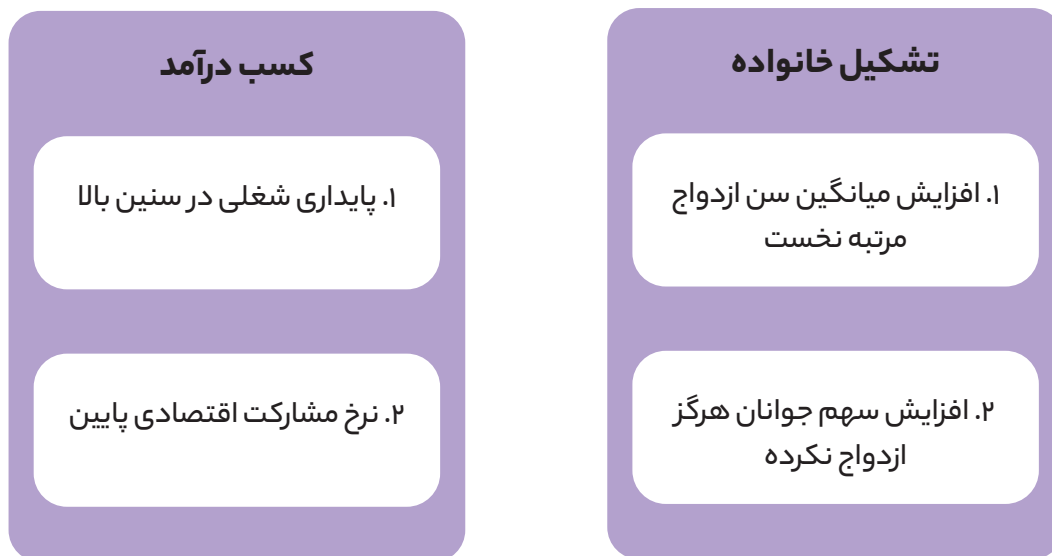 تشکیل خانواده
۱. افزایش میانگین سن ازدواج
مرتبه نخست
۲. افزایش سهم جوانان هرگز
ازدواج نکرده
کسب درآمد
۱. پایداری شغلی در سنین بالا
۲. نرخ مشارکت اقتصادی پایین